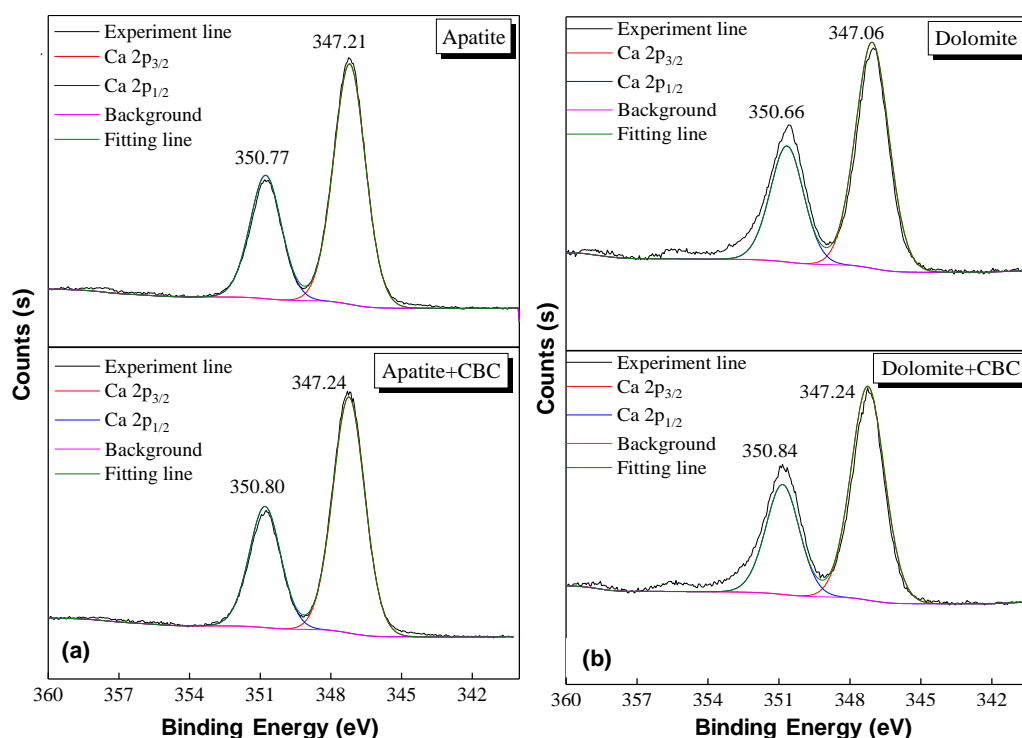 Experiment line
Ca 2p3/2
Ca 2p1/2
Background
Fitting line
347.21
350.77
Apatite
Experiment line
Ca 2p3/2
Ca 2p1/2
Background
Fitting line
347.24
350.80
Apatite+CBC
(a)
360 357 354 351 348 345 342
Binding Energy (eV)
Counts (s)
Experiment line
Ca 2p3/2
Ca 2p1/2
Background
Fitting line
347.06
350.66
Dolomite
Experiment line
Ca 2p3/2
Ca 2p1/2
Background
Fitting line
347.24
350.84
Dolomite+CBC
(b)
360 357 354 351 348 345 342
Binding Energy (eV)
Counts (s)